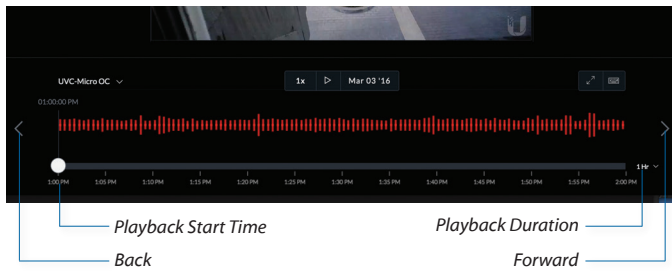 UVC-Micro OC
1x Mar 03 '16
01:00:00 PM
1 Hr
1:00 PM 1:05 PM 1:10 PM 1:15 PM 1:20 PM 1:25 PM 1:30 PM 1:35 PM 1:40 PM 1:45 PM 1:50 PM 1:55 PM 2:00 PM
Playback Start Time Playback Duration
Back Forward